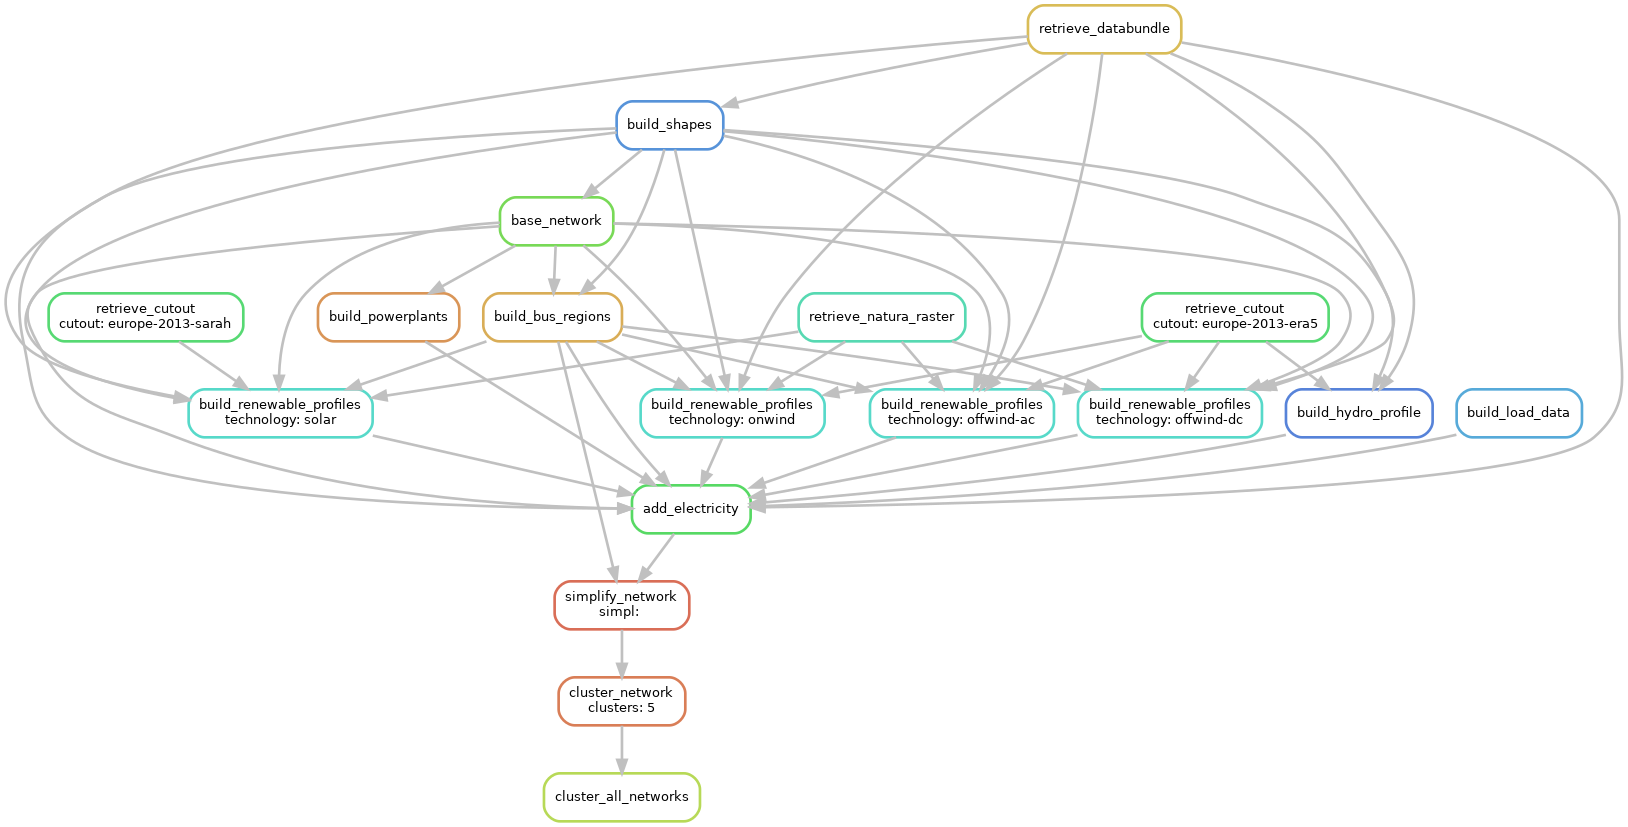 retrieve_databundle
build_shapes
base_network
retrieve_cutout
cutout: europe-2013-sarah
build_powerplants
build_bus_regions
retrieve_natura_raster
retrieve_cutout
cutout: europe-2013-era5
build_renewable_profiles
technology: solar
build_renewable_profiles
technology: onwind
build_renewable_profiles
technology: offwind-ac
build_renewable_profiles
technology: offwind-dc
build_hydro_profile
build_load_data
add_electricity
simplify_network
simpl:
cluster_network
clusters: 5
cluster_all_networks